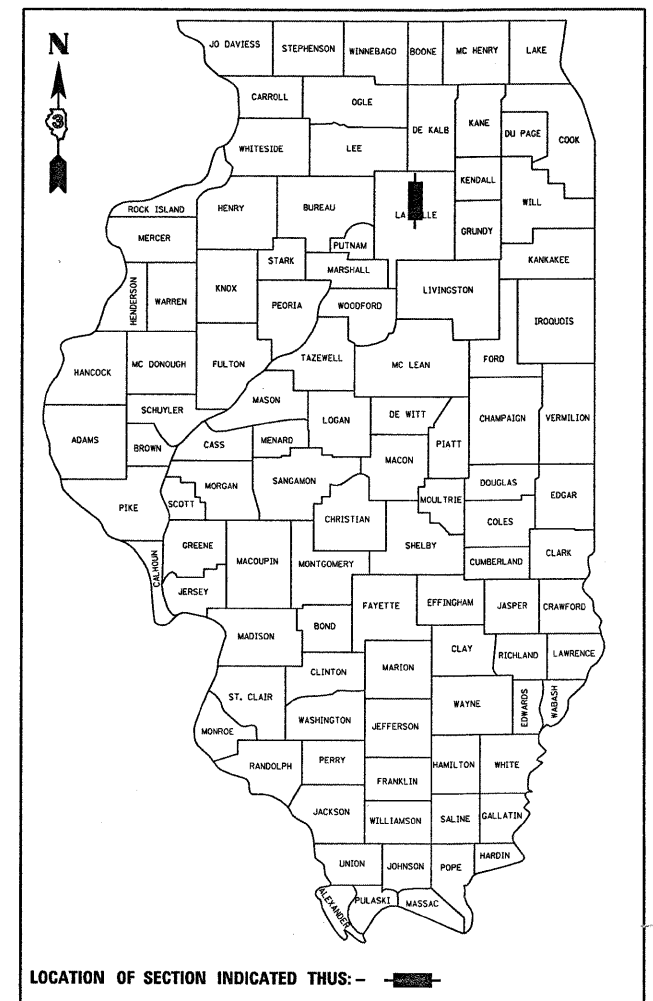 N
JO DAVIESS STEPHENSON WINNEBAGO BOONE MC HENRY LAKE
CARROLL OGLE
DE KALB KANE DU PAGE COOK
WHITESIDE LEE
KENDALL
ROCK ISLAND HENRY BUREAU WILL
MERCER PUTNAM GRUNDY
STARK MARSHALL KANKAKEE
HENDERSON WARREN KNOX PEORIA WOODFORD LIVINGSTON
IROQUOIS
HANCOCK MC DONOUGH FULTON TAZEWELL MC LEAN FORD
MASON
SCHUYLER LOGAN DE WITT CHAMPAIGN VERMILION
ADAMS BROWN CASS MENARD PIATT
MACON
MORGAN SANGAMON DOUGLAS
PIKE SCOTT MOULTRIE EDGAR
CHRISTIAN COLES
GREENE MACOUPIN SHELBY
CALHOUN MONTGOMERY CUMBERLAND CLARK
JERSEY FAYETTE EFFINGHAM JASPER CRAWFORD
MADISON BOND
CLAY RICHLAND LAWRENCE
CLINTON MARION
ST. CLAIR WAYNE EDWARDS WABASH
WASHINGTON JEFFERSON
MONROE
RANDOLPH PERRY HAMILTON WHITE
FRANKLIN
JACKSON WILLIAMSON SALINE GALLATIN
UNION JOHNSON POPE HARDIN
ALEXANDER PULASKI MASSAC
LOCATION OF SECTION INDICATED THUS: –